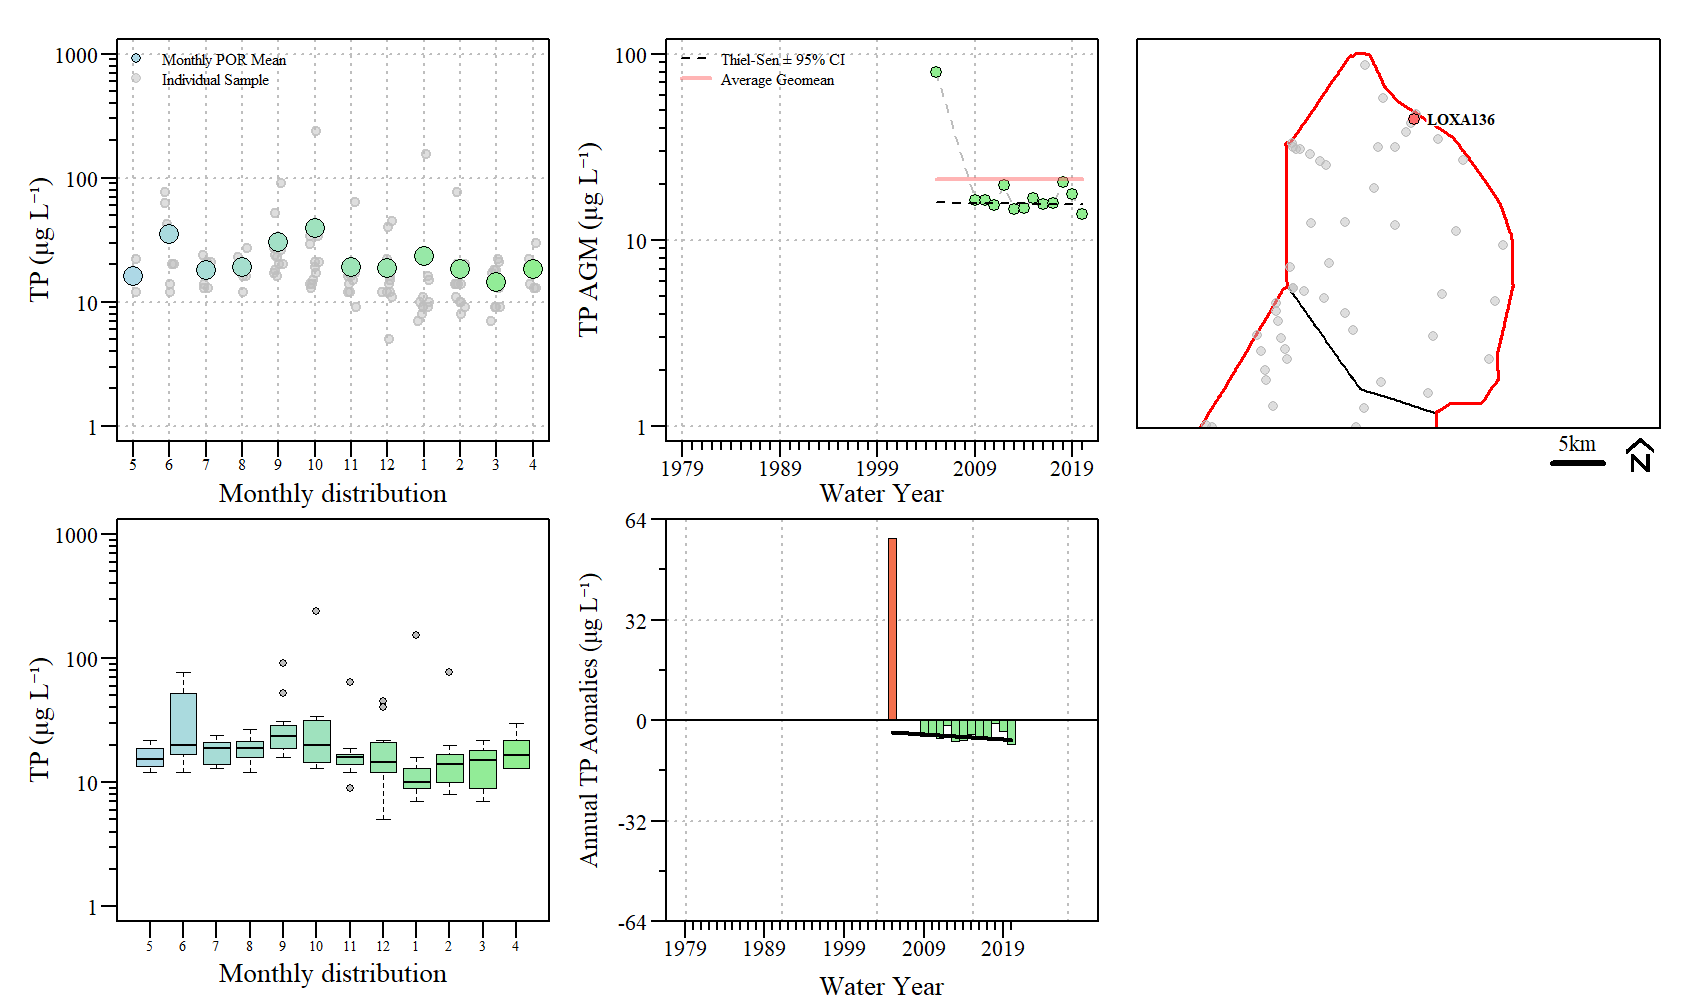 1000
100
10
1
TP (µg L⁻¹)
Monthly POR Mean
Individual Sample
5 6 7 8 9 10 11 12 1 2 3 4
Monthly distribution
100
10
1
TP AGM (µg L⁻¹)
Thiel-Sen ± 95% CI
Average Geomean
1979 1989 1999 2009 2019
Water Year
LOXA136
5km
N
1000
100
10
1
TP (µg L⁻¹)
5 6 7 8 9 10 11 12 1 2 3 4
Monthly distribution
64
32
0
-32
-64
Annual TP Aomalies (µg L⁻¹)
1979 1989 1999 2009 2019
Water Year